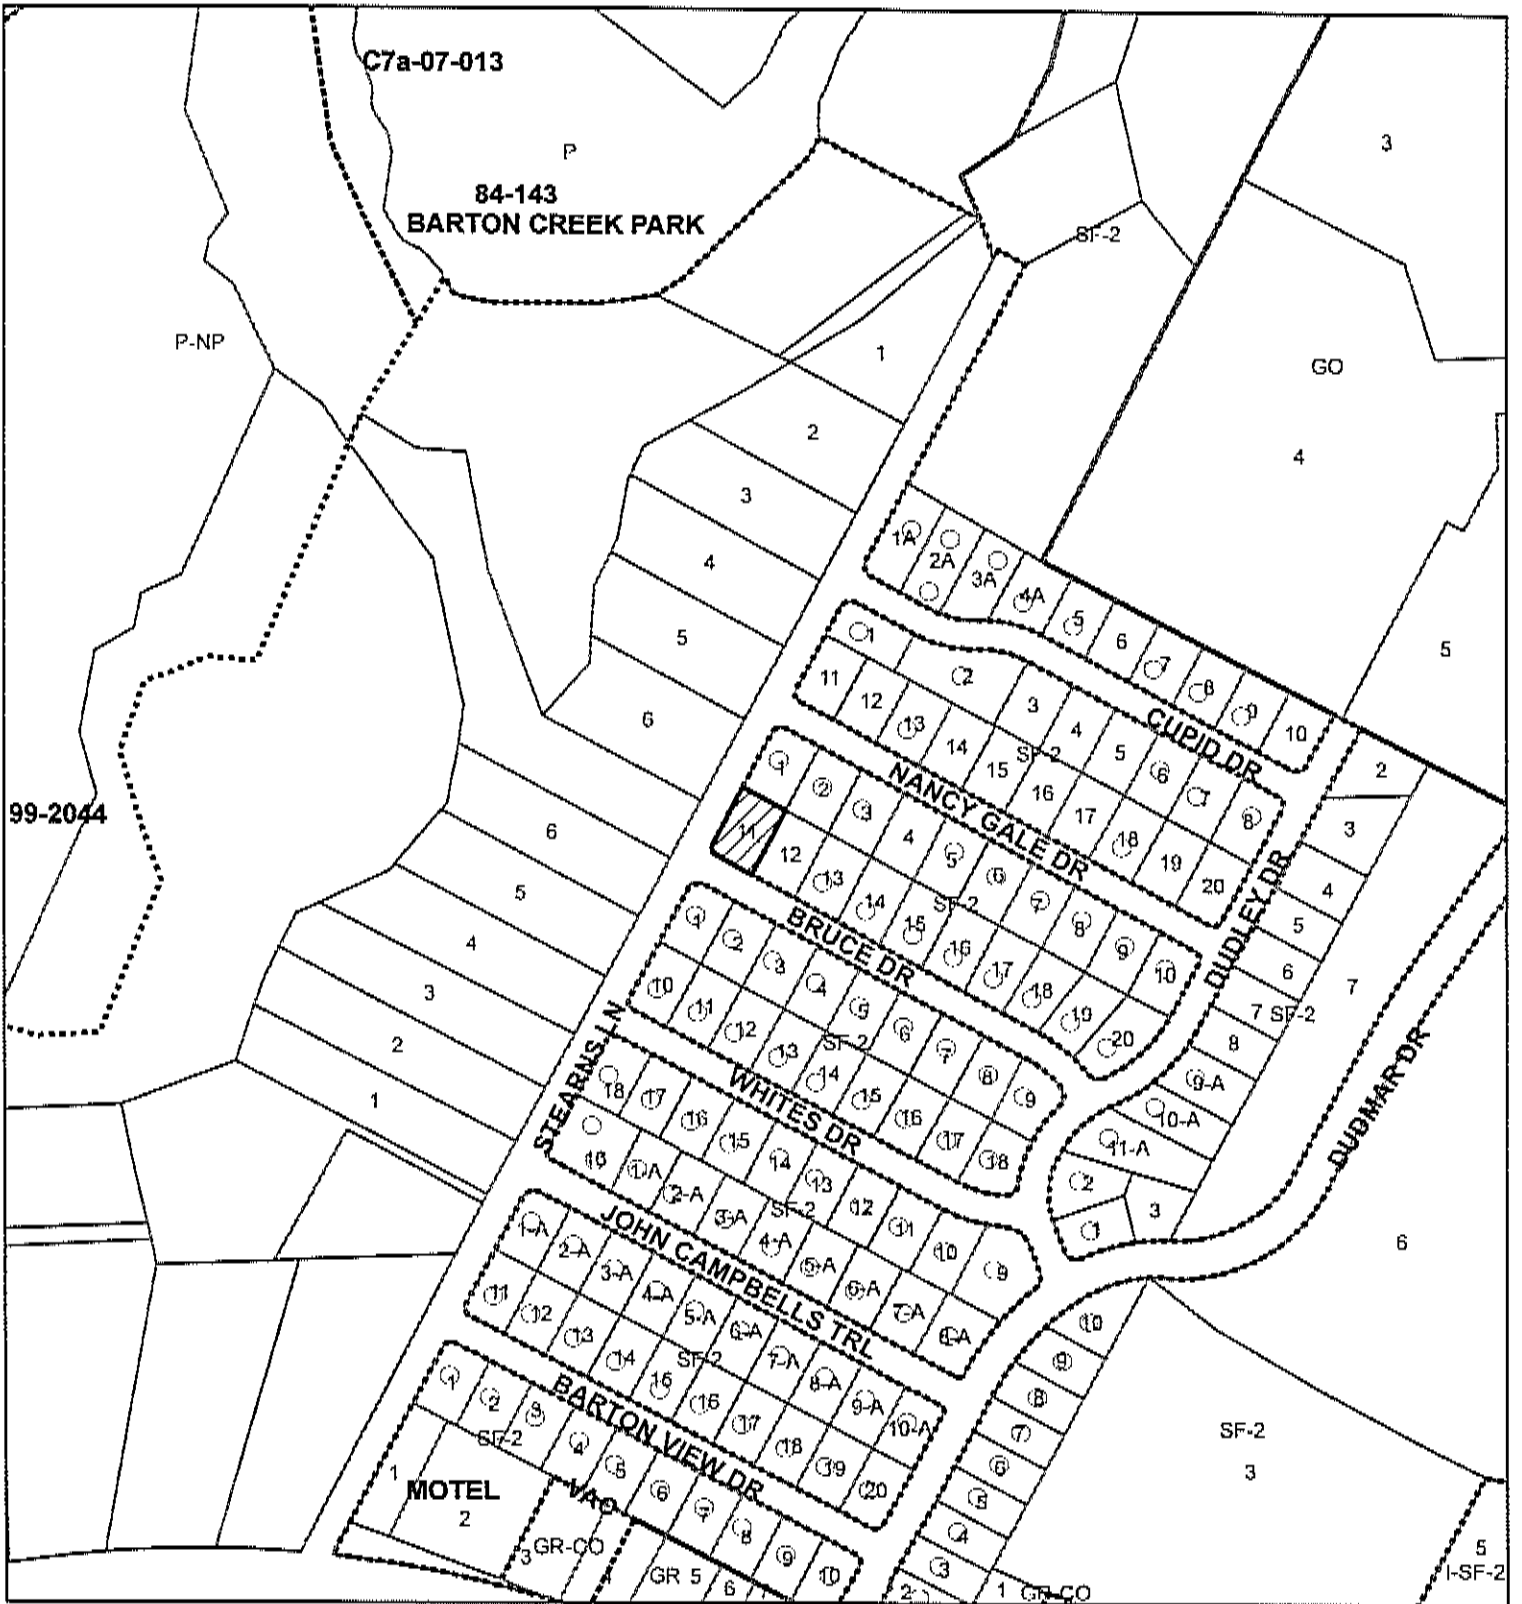 C7a-07-013
P
84-143
BARTON CREEK PARK
3
SF-2
P-NP
1
GO
2
4
3
1A
2A
4
3A
4A
5
6
5
7
8
9
5
1
10
2
6
11
12
3
CUPID DR
13
4
2
14
SF-2
5
15
6
1
NANCY GALE DR
16
7
2
3
99-2044
17
8
3
11
18
4
6
12
5
19
4
13
6
20
5
14
SF-2
7
DUDLEY DR
5
1
BRUCE DR
15
8
4
2
16
9
6
3
17
10
7
3
10
4
18
7
SF-2
11
5
19
8
2
12
SF-2
6
20
STEARNS LN
13
7
9-A
18
WHITES DR
14
8
10-A
1
17
15
9
DUDMAR DR
16
16
11-A
15
17
10
1-A
14
18
2
2-A
13
3
3-A
SF-2
12
1
1-A
JOHN CAMPBELLS TRL
4-A
11
6
2-A
5-A
10
3-A
6-A
9
11
4-A
7-A
12
5-A
8-A
10
13
6-A
9
14
SF-2
7-A
1
15
8-A
8
2
BARTON VIEW DR
16
9-A
7
3
17
10-A
SF-2
SF-2
4
18
6
3
1
5
19
MOTEL
VAC
6
20
5
2
7
4
3
GR-CO
8
5
9
3
I-SF-2
GR
5
6
10
2
1
GR-CO